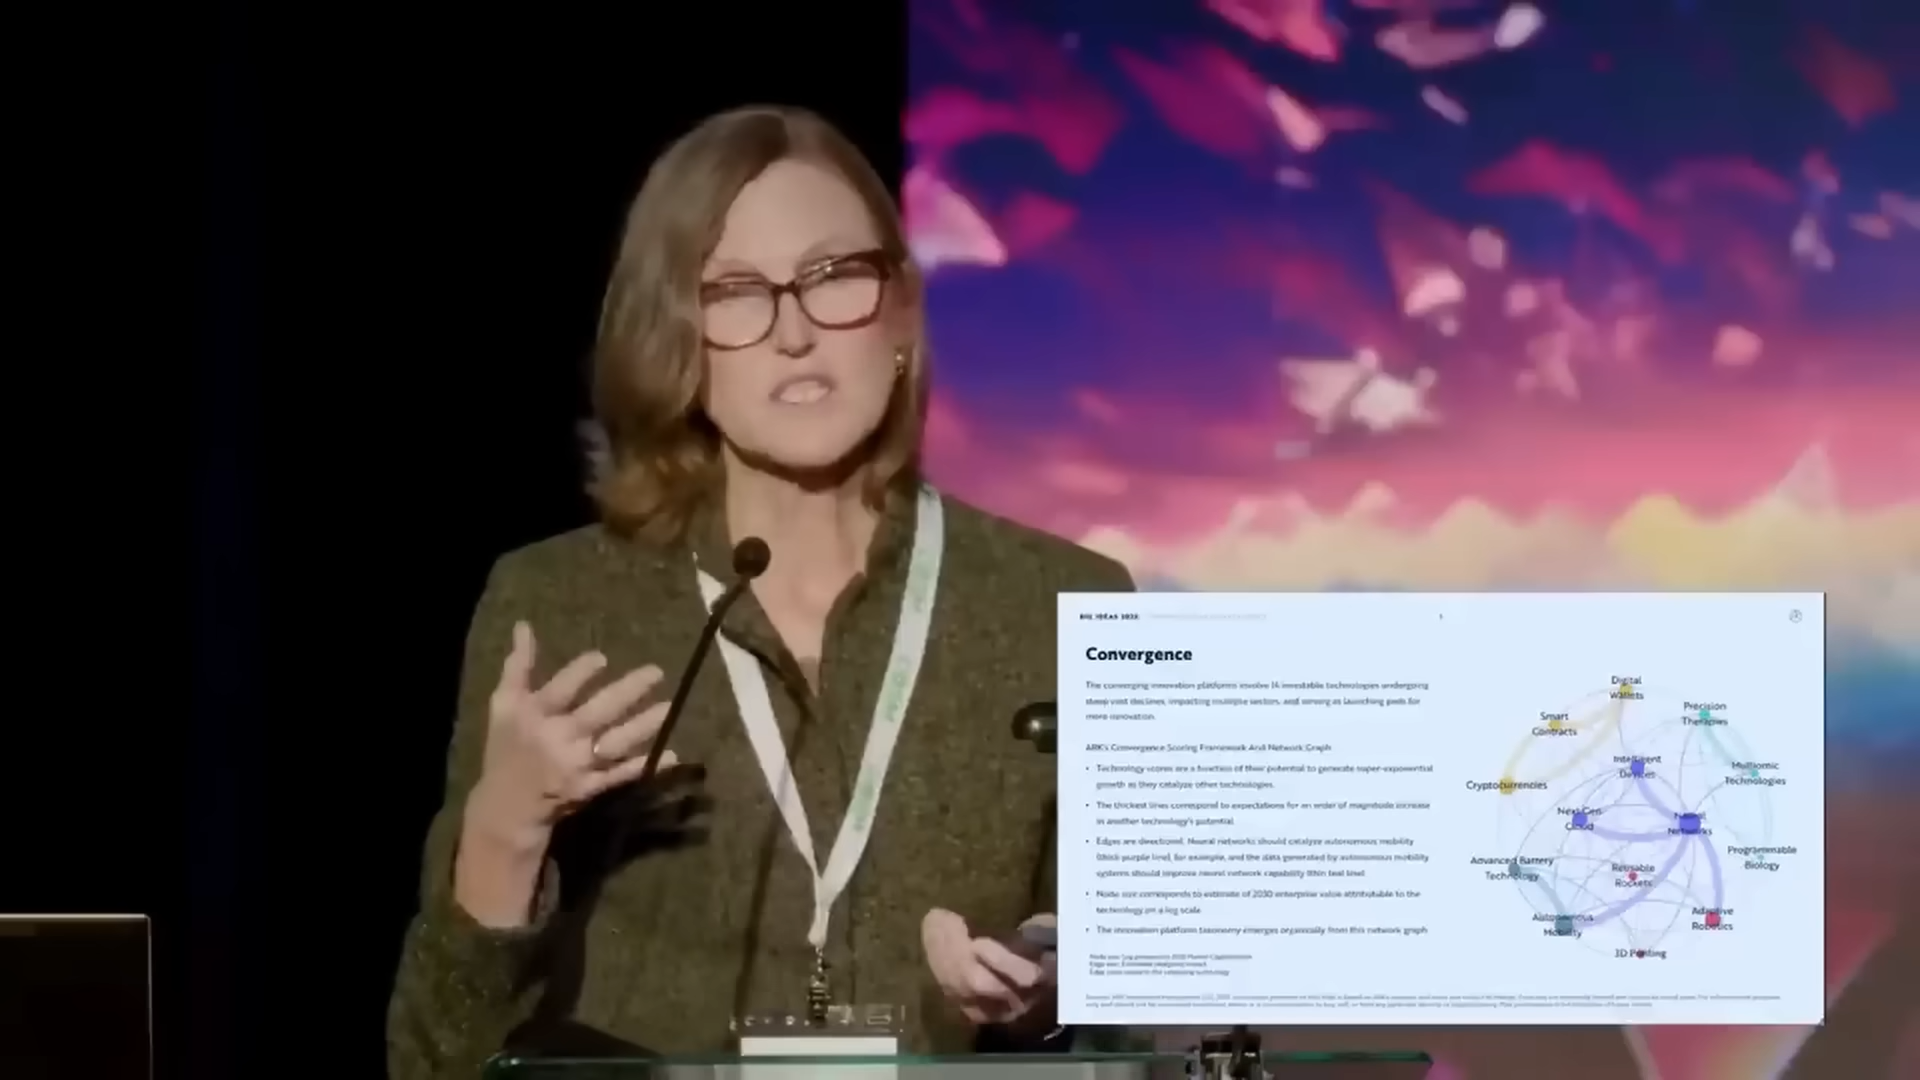 BIG IDEAS 2023
Convergence
The converging innovation platforms involve 14 investable technologies undergoing
steep cost declines, impacting multiple sectors, and serving as launching pads for
more innovation.
ARK's Convergence Scoring Framework And Network Graph
• Technology scores are a function of their potential to generate super-exponential
growth as they catalyze other technologies.
• The thickest lines correspond to expectations for an order of magnitude increase
in another technology's potential.
• Edges are directional. Neural networks should catalyze autonomous mobility
(thick purple line), for example, and the data generated by autonomous mobility
systems should improve neural network capability (thin teal line)
• Node size corresponds to estimate of 2030 enterprise value attributable to the
technology on a log scale
• The innovation platform taxonomy emerges organically from this network graph
Digital
Wallets
Precision
Therapies
Smart
Contracts
Intelligent
Devices
Multiomic
Technologies
Cryptocurrencies
Next Gen
Cloud
Neural
Networks
Programmable
Biology
Advanced Battery
Technology
Reusable
Rockets
Autonomous
Mobility
Adaptive
Robotics
3D Printing